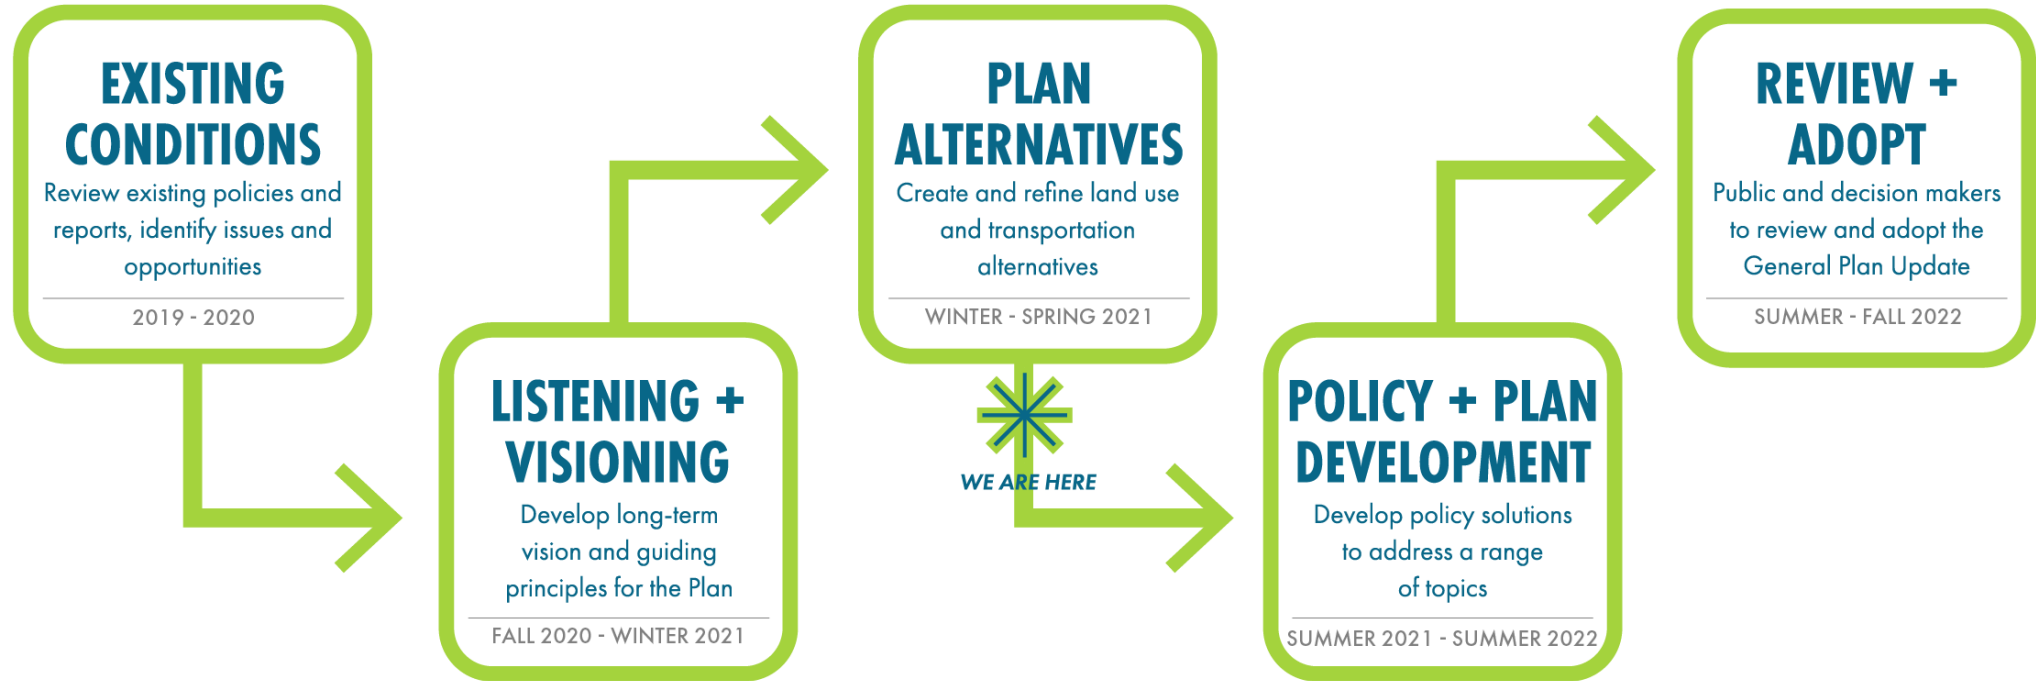 EXISTING
CONDITIONS
Review existing policies and
reports, identify issues and
opportunities
2019 - 2020
LISTENING +
VISIONING
Develop long-term
vision and guiding
principles for the Plan
FALL 2020 - WINTER 2021
PLAN
ALTERNATIVES
Create and refine land use
and transportation
alternatives
WINTER - SPRING 2021
WE ARE HERE
POLICY + PLAN
DEVELOPMENT
Develop policy solutions
to address a range
of topics
SUMMER 2021 - SUMMER 2022
REVIEW +
ADOPT
Public and decision makers
to review and adopt the
General Plan Update
SUMMER - FALL 2022